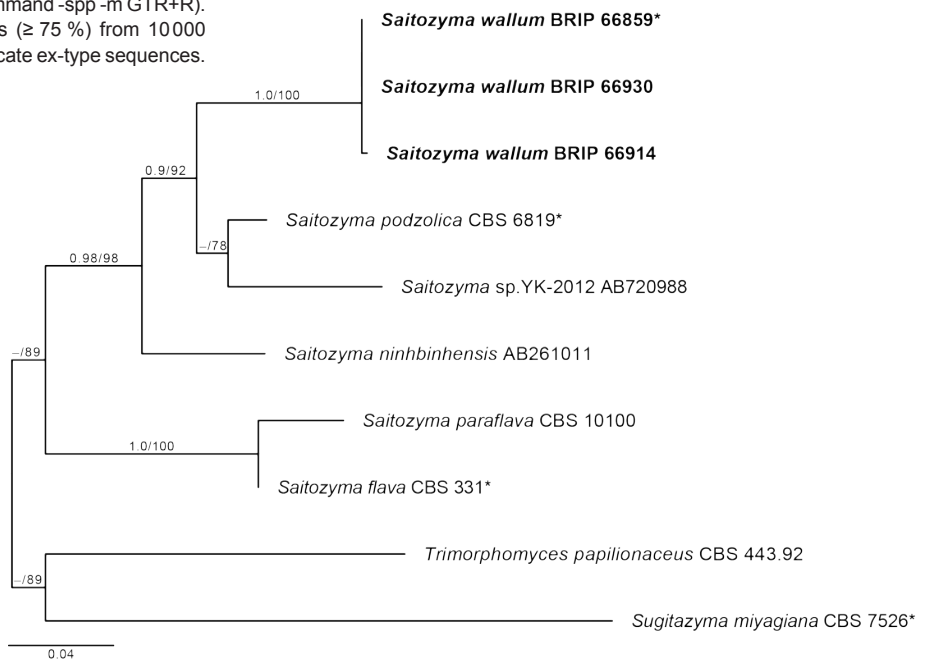 mmand -spp -m GTR+R).
s (≥ 75 %) from 10000
cate ex-type sequences.
Saitozyma wallum BRIP 66859*
Saitozyma wallum BRIP 66930
1.0/100
Saitozyma wallum BRIP 66914
0.9/92
Saitozyma podzolica CBS 6819*
–/78
0.98/98
Saitozyma sp.YK-2012 AB720988
–/89
Saitozyma ninhbinhensis AB261011
Saitozyma paraflava CBS 10100
1.0/100
Saitozyma flava CBS 331*
Trimorphomyces papilionaceus CBS 443.92
–/89
Sugitazyma miyagiana CBS 7526*
0.04